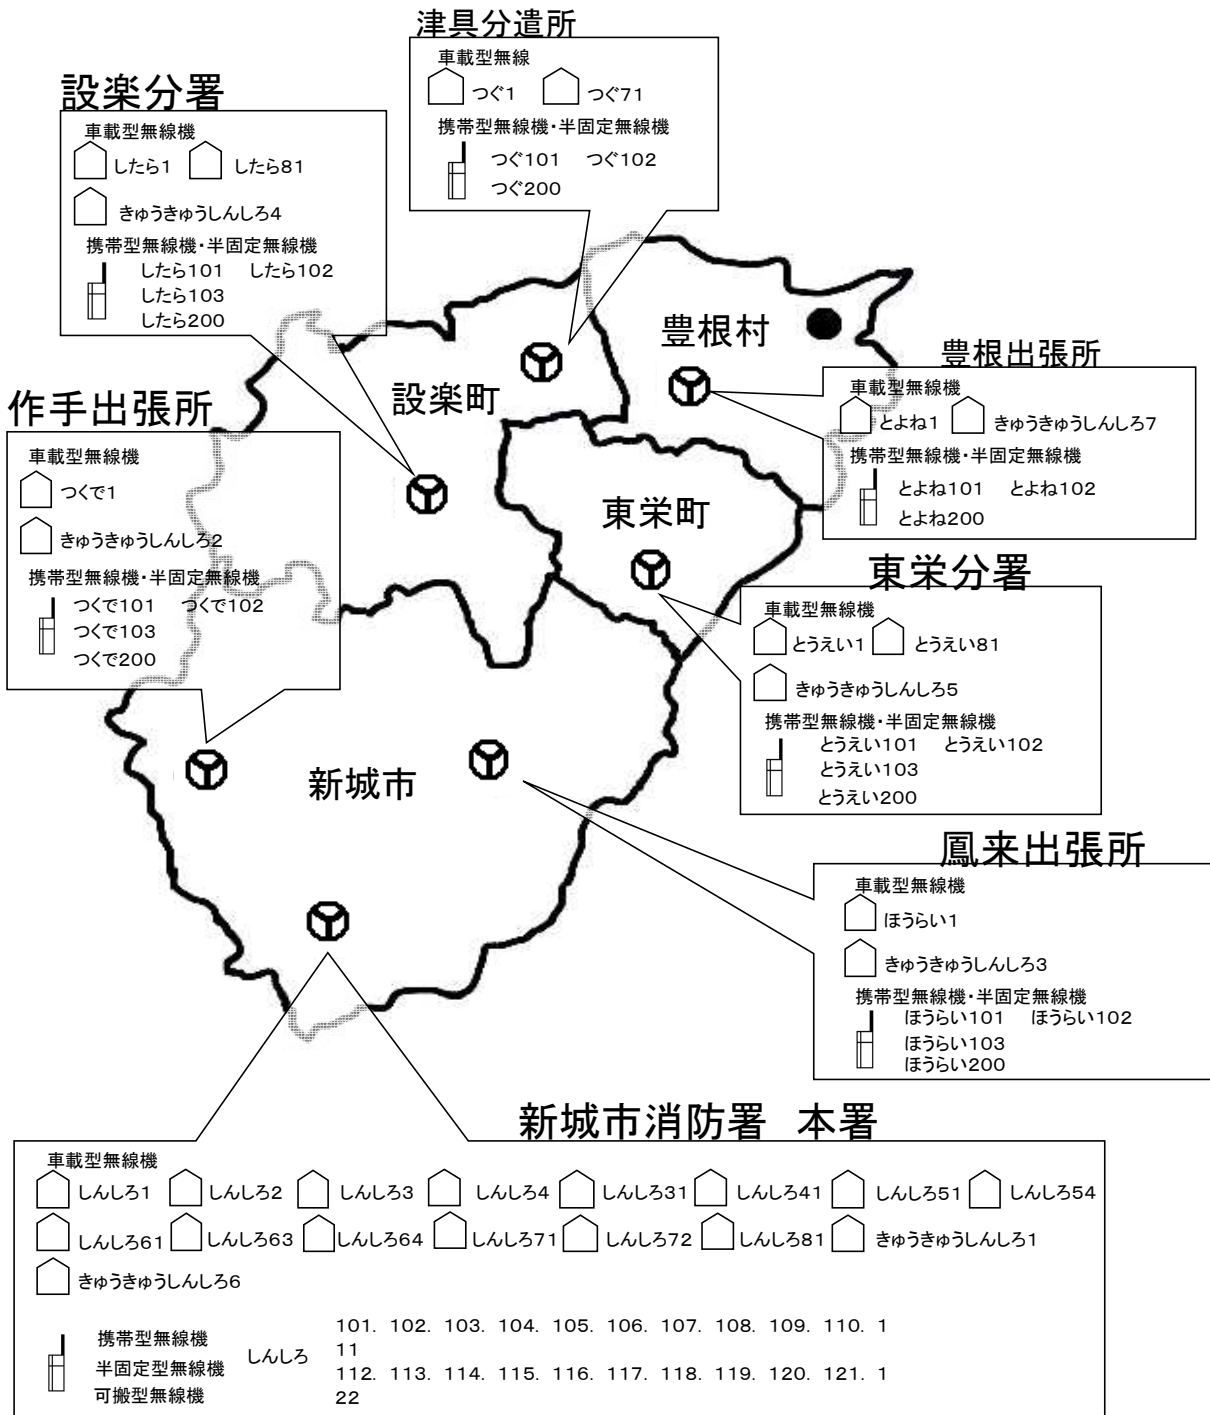 津具分遣所
車載型無線
つぐ1 つぐ71
携帯型無線機・半固定無線機
つぐ101 つぐ102
つぐ200
設楽分署
車載型無線機
したら1 したら81
きゅうきゅうしんしろ4
携帯型無線機・半固定無線機
したら101 したら102
したら103
したら200
豊根村
設楽町
東栄町
新城市
豊根出張所
車載型無線機
とよね1 きゅうきゅうしんしろ7
携帯型無線機・半固定無線機
とよね101 とよね102
とよね200
作手出張所
車載型無線機
つくで1
きゅうきゅうしんしろ2
携帯型無線機・半固定無線機
つくで101 つくで102
つくで103
つくで200
東栄分署
車載型無線機
とうえい1 とうえい81
きゅうきゅうしんしろ5
携帯型無線機・半固定無線機
とうえい101 とうえい102
とうえい103
とうえい200
鳳来出張所
車載型無線機
ほうらい1
きゅうきゅうしんしろ3
携帯型無線機・半固定無線機
ほうらい101 ほうらい102
ほうらい103
ほうらい200
新城市消防署 本署
車載型無線機
しんしろ1 しんしろ2 しんしろ3 しんしろ4 しんしろ31 しんしろ41 しんしろ51 しんしろ54
しんしろ61 しんしろ63 しんしろ64 しんしろ71 しんしろ72 しんしろ81 きゅうきゅうしんしろ1
きゅうきゅうしんしろ6
携帯型無線機
半固定型無線機
可搬型無線機
しんしろ
101. 102. 103. 104. 105. 106. 107. 108. 109. 110. 1
11
112. 113. 114. 115. 116. 117. 118. 119. 120. 121. 1
22